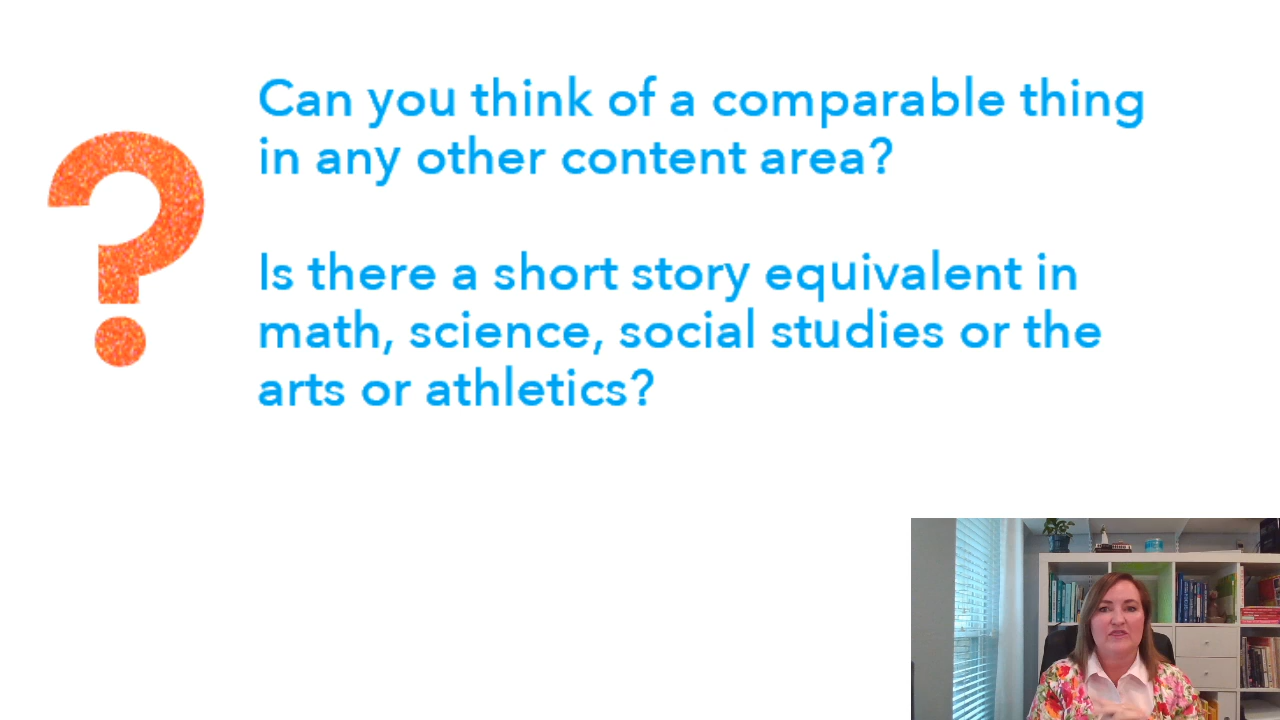 Can you think of a comparable thing
in any other content area?
Is there a short story equivalent in
math, science, social studies or the
arts or athletics?